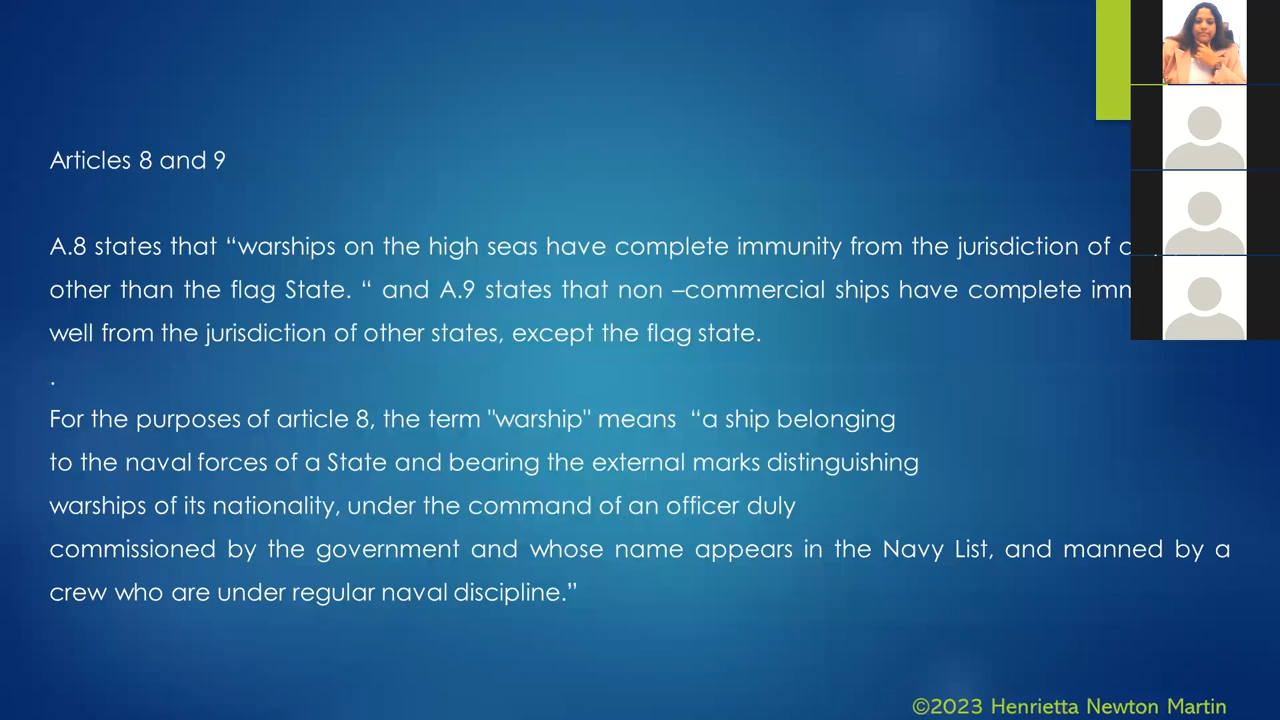 Articles 8 and 9
A.8 states that “warships on the high seas have complete immunity from the jurisdiction of
other than the flag State. “ and A.9 states that non –commercial ships have complete
well from the jurisdiction of other states, except the flag state.
.
For the purposes of article 8, the term "warship" means “a ship belonging
to the naval forces of a State and bearing the external marks distinguishing
warships of its nationality, under the command of an officer duly
commissioned by the government and whose name appears in the Navy List, and manned by a
crew who are under regular naval discipline.”
©2023 Henrietta Newton Martin